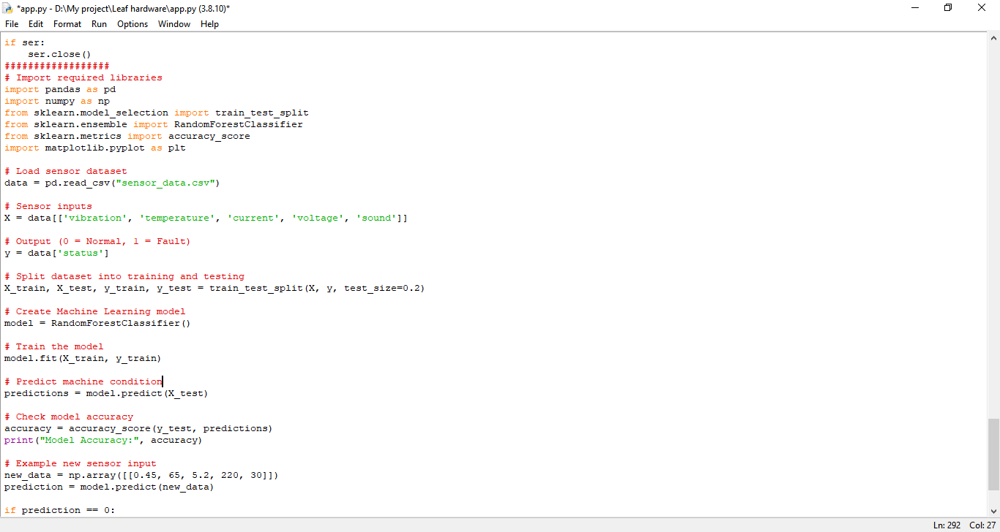 *app.py - D:\My project\Leaf hardware\app.py (3.8.10)*
File Edit Format Run Options Window Help
if ser:
    ser.close()
##################
# Import required libraries
import pandas as pd
import numpy as np
from sklearn.model_selection import train_test_split
from sklearn.ensemble import RandomForestClassifier
from sklearn.metrics import accuracy_score
import matplotlib.pyplot as plt
# Load sensor dataset
data = pd.read_csv("sensor_data.csv")
# Sensor inputs
X = data[['vibration', 'temperature', 'current', 'voltage', 'sound']]
# Output (0 = Normal, 1 = Fault)
y = data['status']
# Split dataset into training and testing
X_train, X_test, y_train, y_test = train_test_split(X, y, test_size=0.2)
# Create Machine Learning model
model = RandomForestClassifier()
# Train the model
model.fit(X_train, y_train)
# Predict machine condition
predictions = model.predict(X_test)
# Check model accuracy
accuracy = accuracy_score(y_test, predictions)
print("Model Accuracy:", accuracy)
# Example new sensor input
new_data = np.array([[0.45, 65, 5.2, 220, 30]])
prediction = model.predict(new_data)
if prediction == 0:
Ln: 292 Col: 27